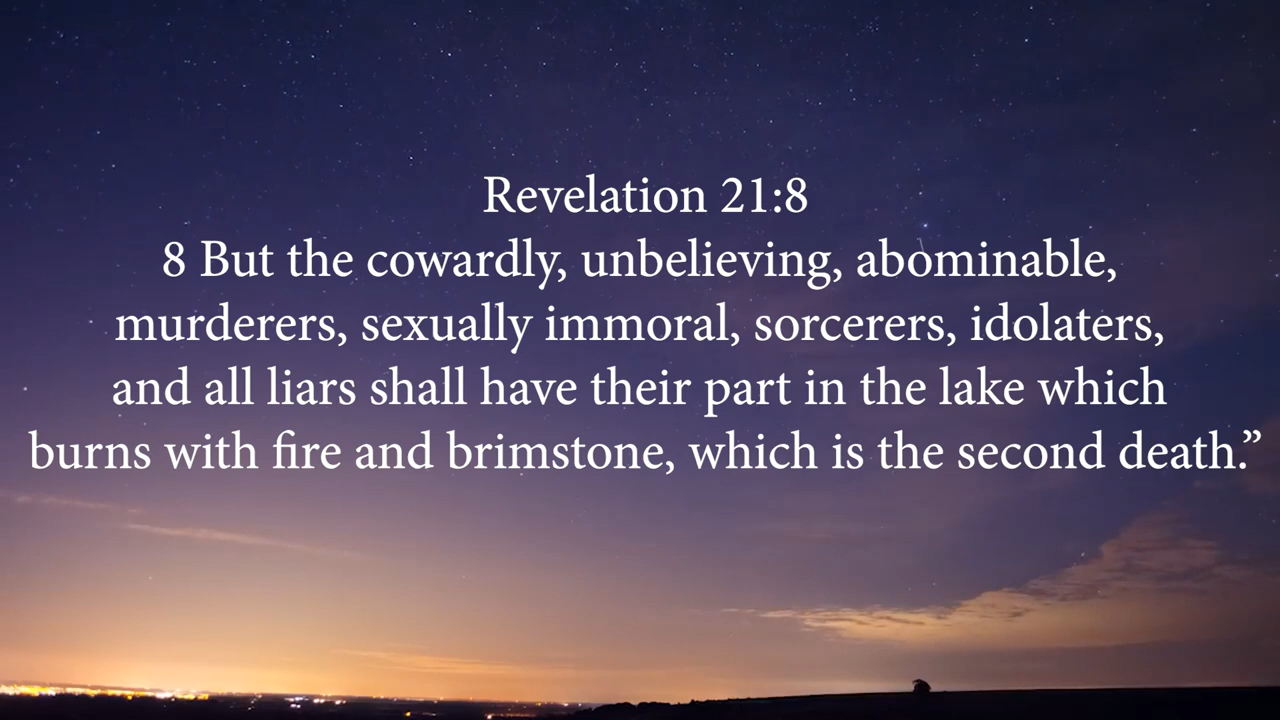 Revelation 21:8
8 But the cowardly, unbelieving, abominable,
murderers, sexually immoral, sorcerers, idolaters,
and all liars shall have their part in the lake which
burns with fire and brimstone, which is the second death.”